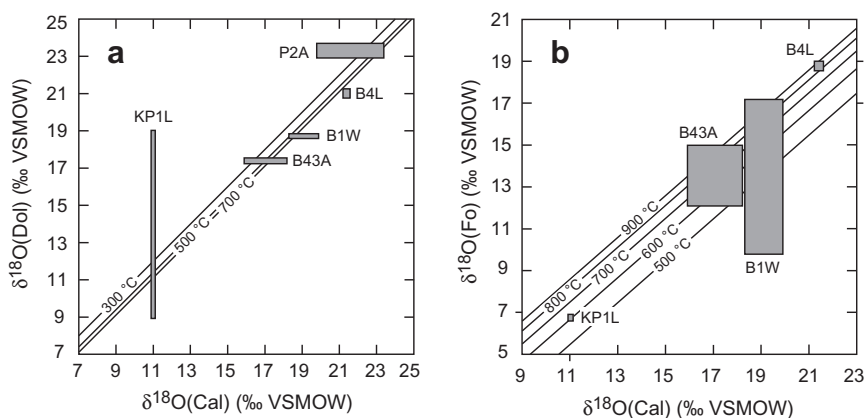 a
25
23
21
19
17
15
13
11
9
7
δ18O(Dol) (‰ VSMOW)
P2A
B4L
KP1L
B1W
B43A
300 °C
500 °C = 700 °C
7 9 11 13 15 17 19 21 23 25
δ18O(Cal) (‰ VSMOW)
b
21
19
17
15
13
11
9
7
5
δ18O(Fo) (‰ VSMOW)
B4L
B43A
B1W
KP1L
900 °C
800 °C
700 °C
600 °C
500 °C
9 11 13 15 17 19 21 23
δ18O(Cal) (‰ VSMOW)